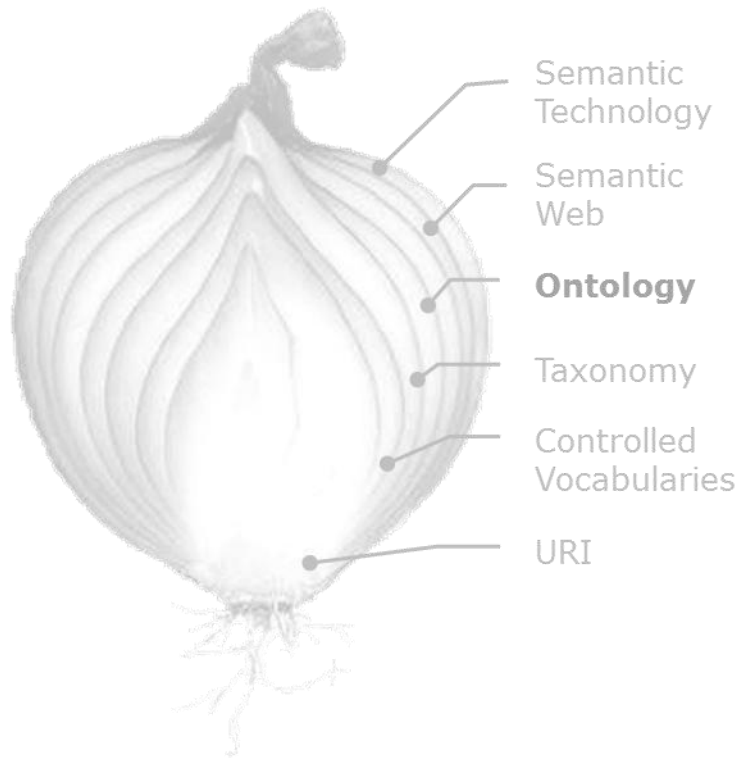 Semantic
Technology
Semantic
Web
Ontology
Taxonomy
Controlled
Vocabularies
URI